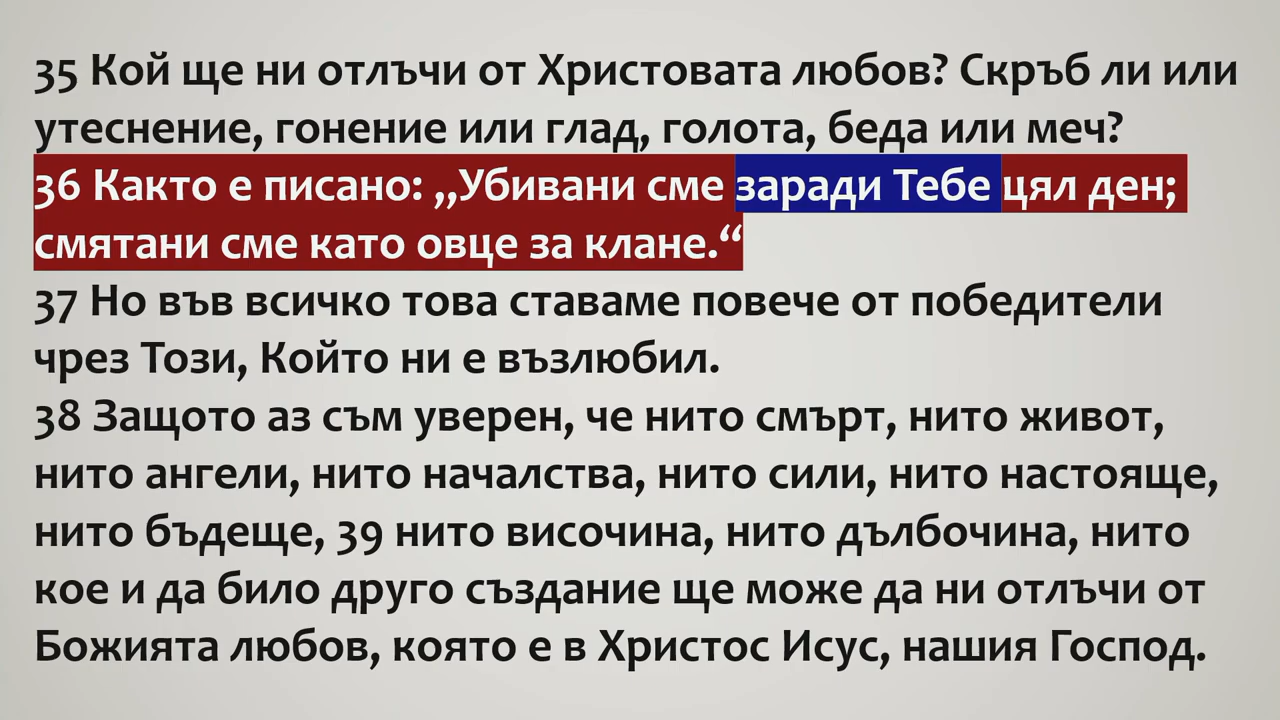 35 Кой ще ни отлъчи от Христовата любов? Скръб ли или
утеснение, гонение или глад, голота, беда или меч?
36 Както е писано: „Убивани сме заради Тебе цял ден;
смятани сме като овце за клане.“
37 Но във всичко това ставаме повече от победители
чрез Този, Който ни е възлюбил.
38 Защото аз съм уверен, че нито смърт, нито живот,
нито ангели, нито началства, нито сили, нито настояще,
нито бъдеще, 39 нито височина, нито дълбочина, нито
кое и да било друго създание ще може да ни отлъчи от
Божията любов, която е в Христос Исус, нашия Господ.